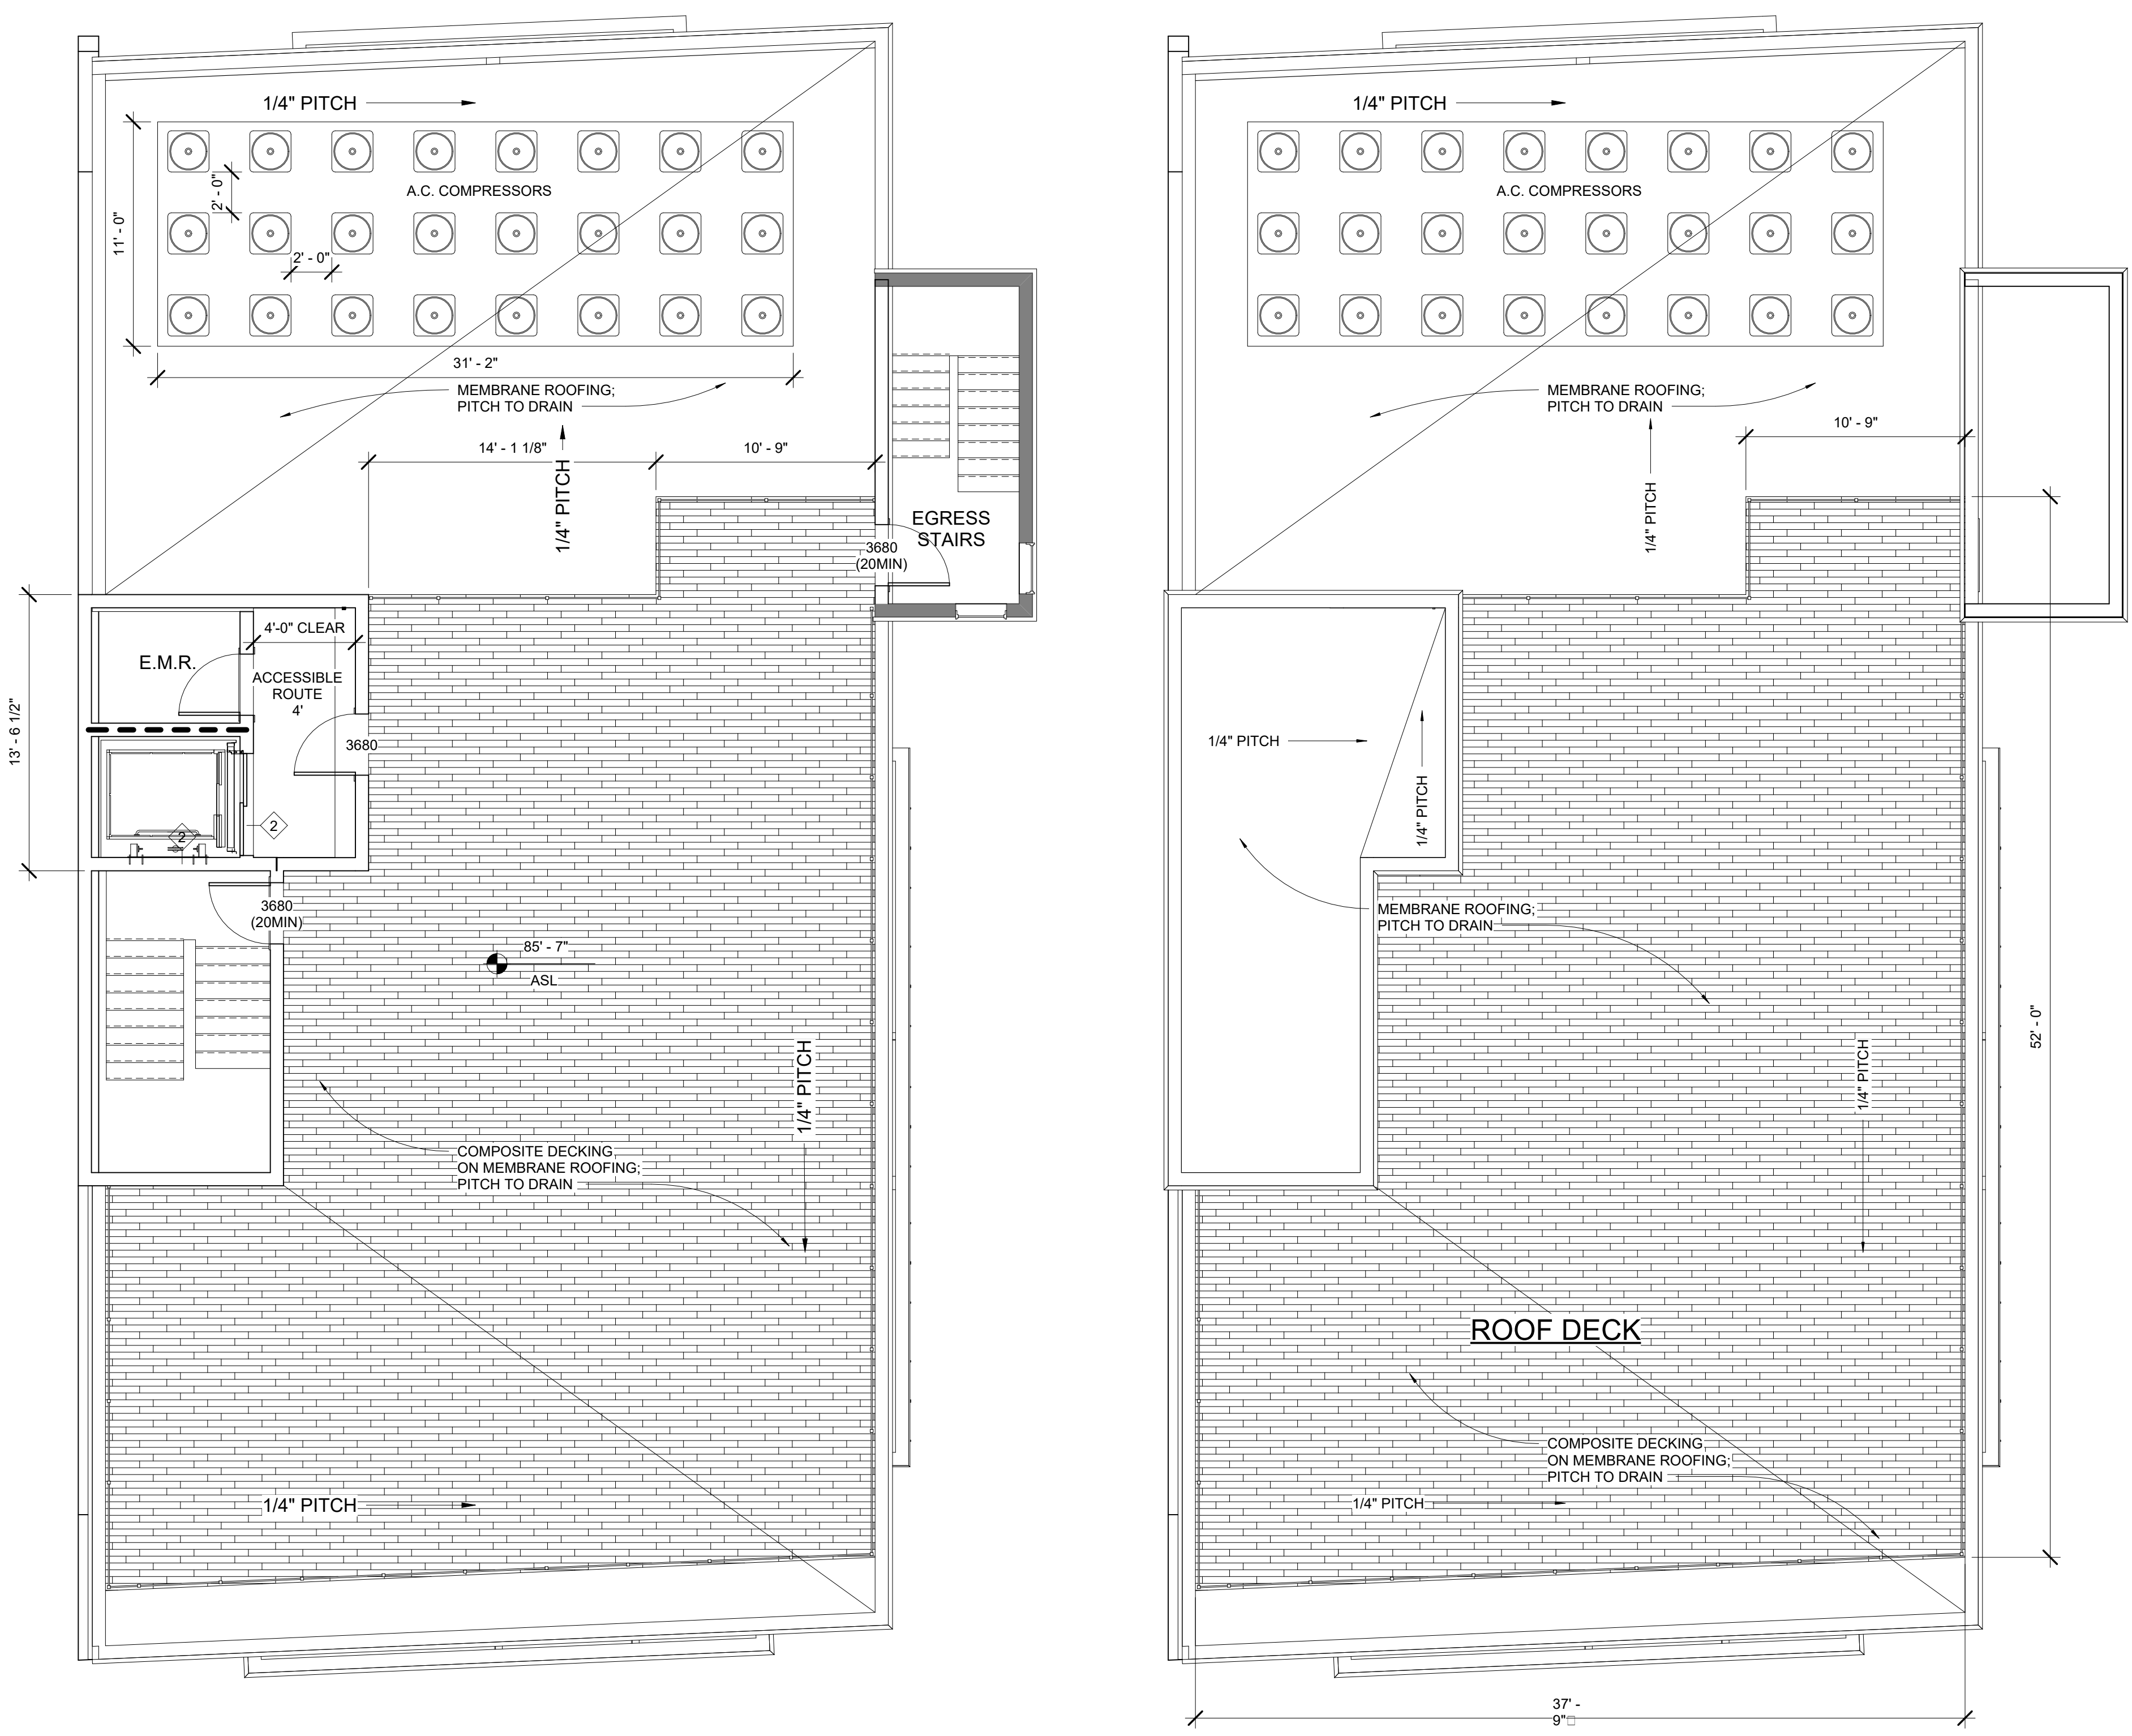 1/4" PITCH
A.C. COMPRESSORS
2' - 0"
11' - 0"
2' - 0"
31' - 2"
MEMBRANE ROOFING;
PITCH TO DRAIN
14' - 1 1/8"
10' - 9"
1/4" PITCH
EGRESS
STAIRS
3680
(20MIN)
4'-0" CLEAR
E.M.R.
ACCESSIBLE
ROUTE
4'
13' - 6 1/2"
3680
2
2
3680
(20MIN)
85' - 7"
ASL
1/4" PITCH
COMPOSITE DECKING
ON MEMBRANE ROOFING;
PITCH TO DRAIN
1/4" PITCH
1/4" PITCH
A.C. COMPRESSORS
MEMBRANE ROOFING;
PITCH TO DRAIN
10' - 9"
1/4" PITCH
1/4" PITCH
1/4" PITCH
MEMBRANE ROOFING;
PITCH TO DRAIN
52' - 0"
1/4" PITCH
ROOF DECK
COMPOSITE DECKING
ON MEMBRANE ROOFING;
PITCH TO DRAIN
1/4" PITCH
37' -
9"